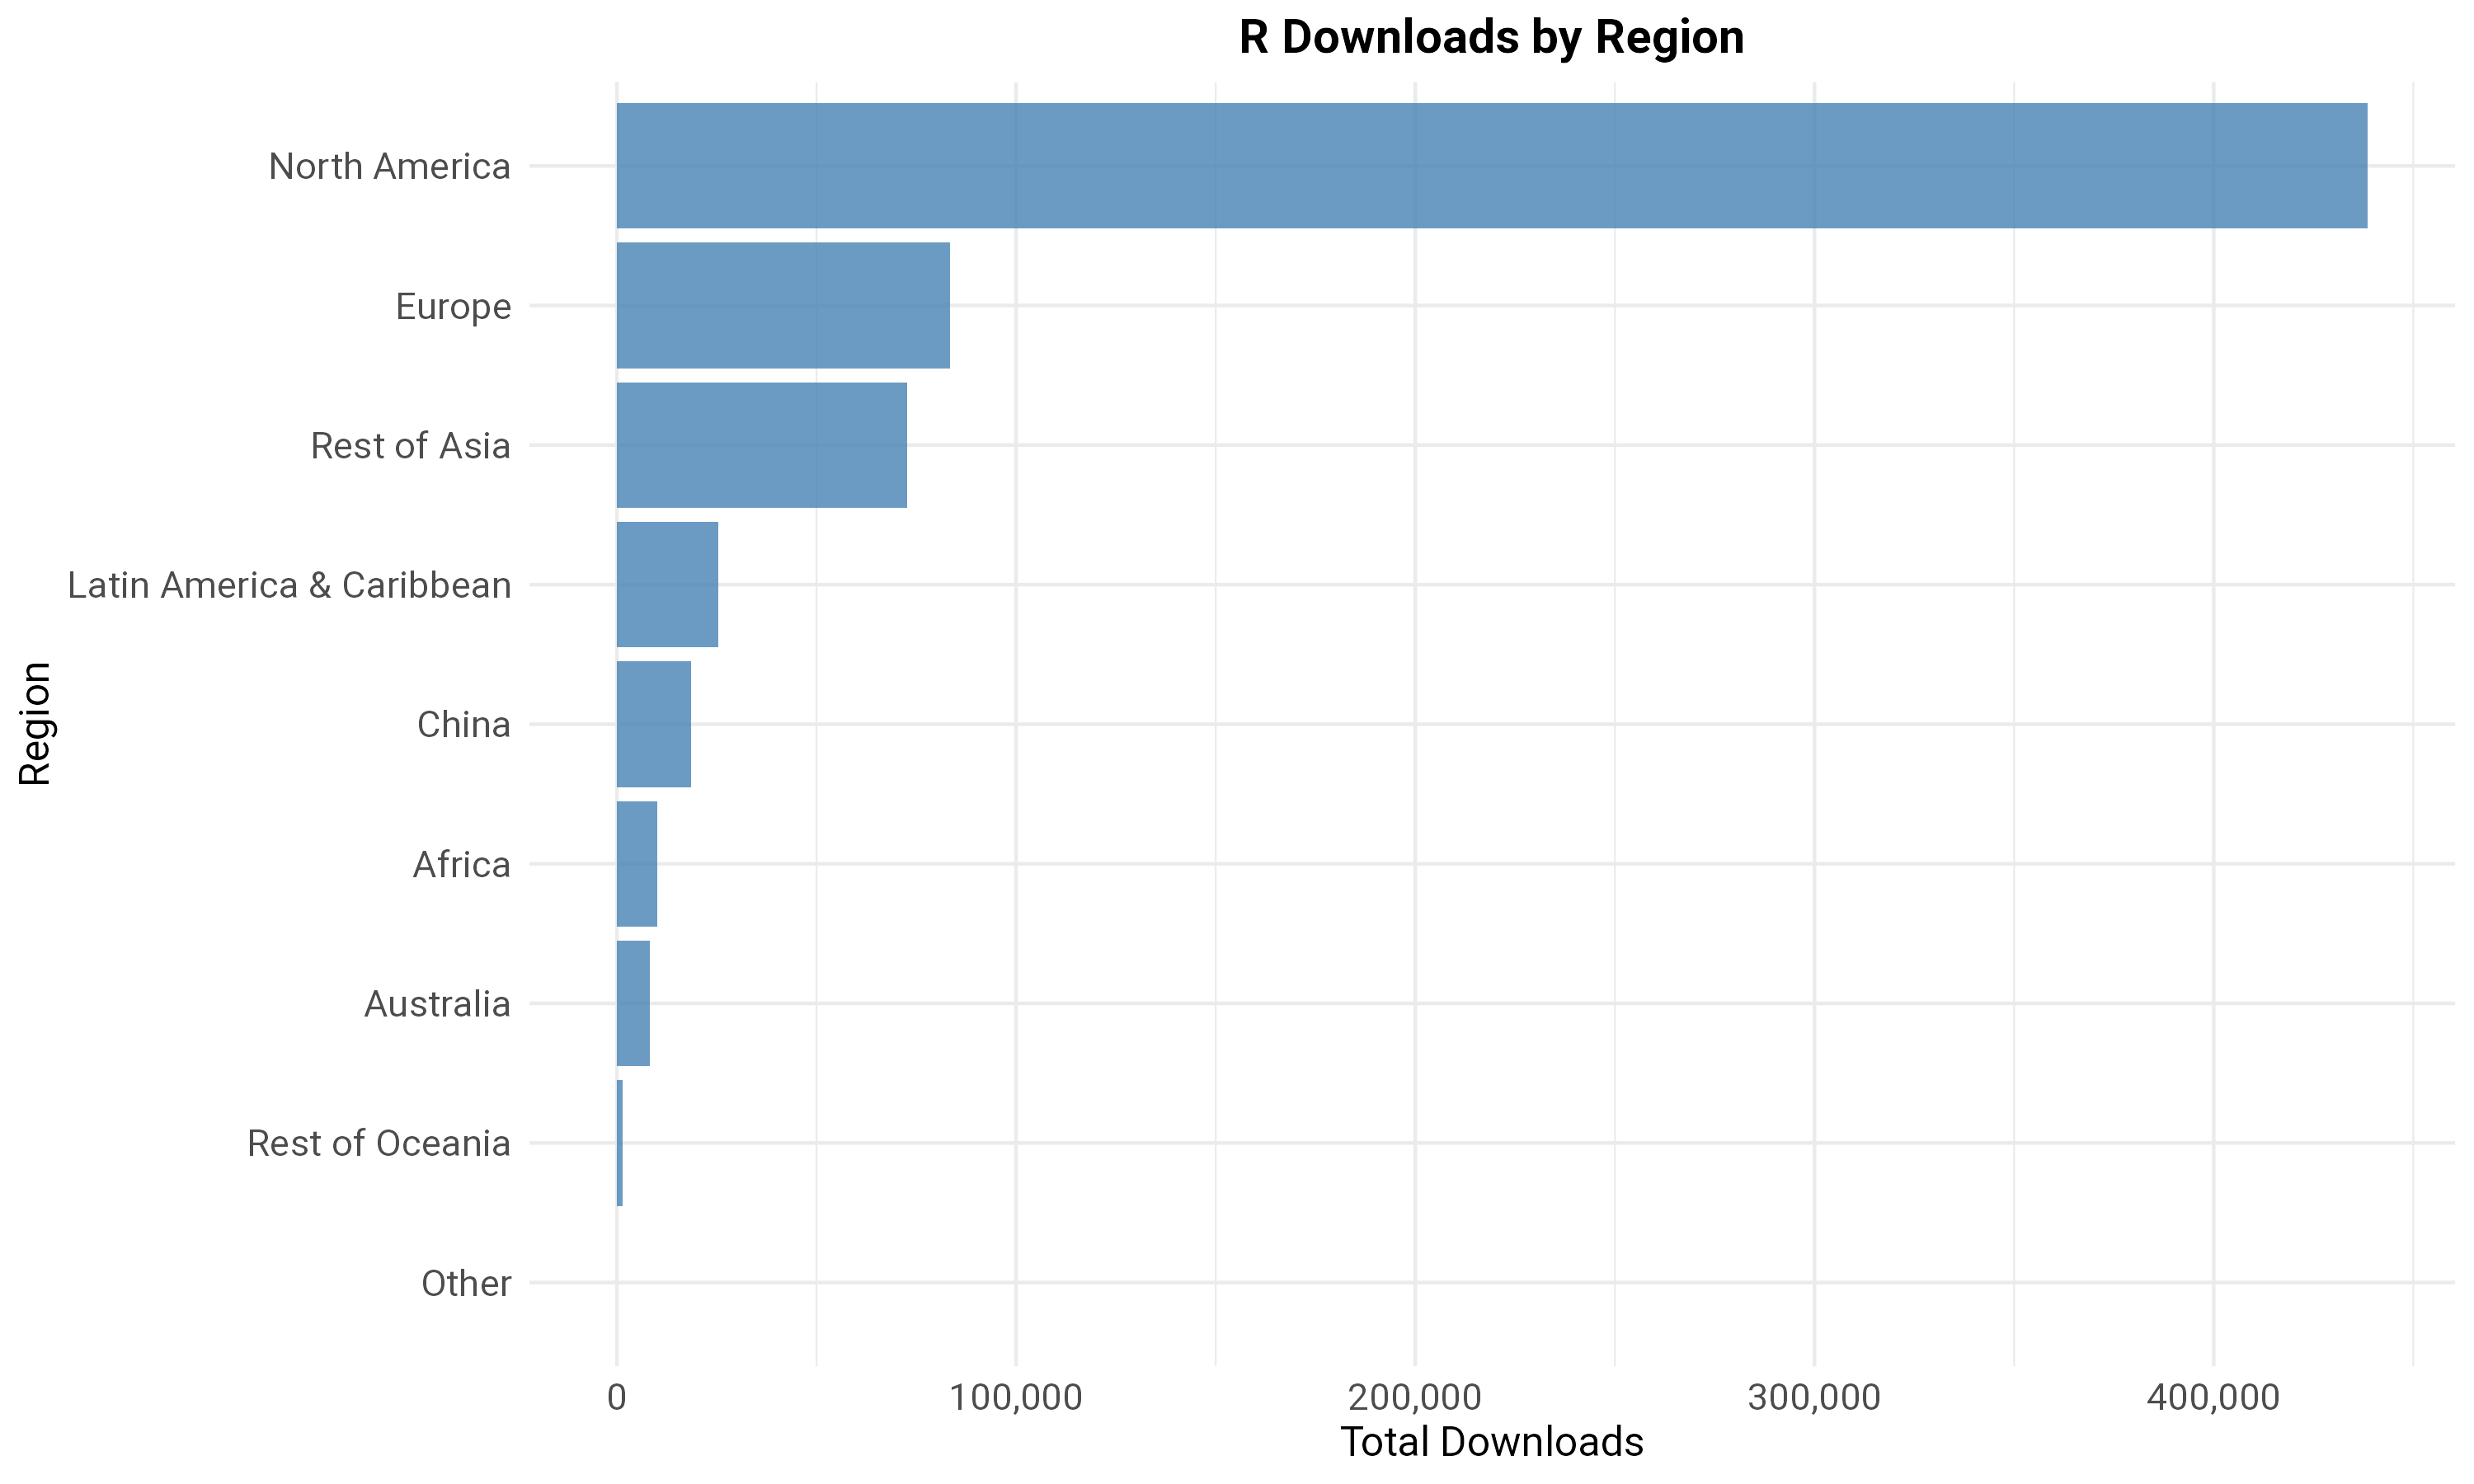 R Downloads by Region
North America
Europe
Rest of Asia
Latin America & Caribbean
China
Africa
Australia
Rest of Oceania
Other
Region
0 100,000 200,000 300,000 400,000
Total Downloads